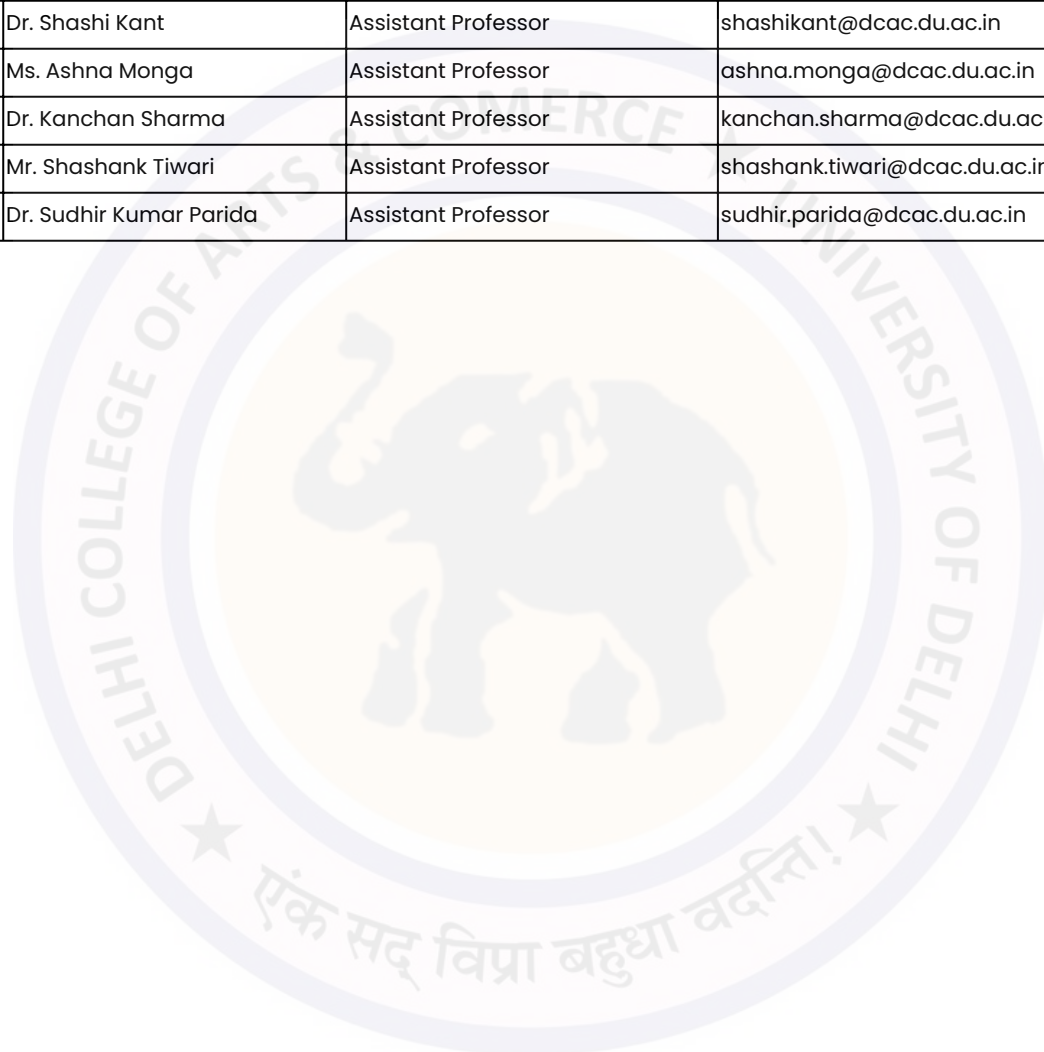 Dr. Shashi Kant Assistant Professor shashikant@dcac.du.ac.in
Ms. Ashna Monga Assistant Professor ashna.monga@dcac.du.ac.in
Dr. Kanchan Sharma Assistant Professor kanchan.sharma@dcac.du.ac
Mr. Shashank Tiwari Assistant Professor shashank.tiwari@dcac.du.ac.in
Dr. Sudhir Kumar Parida Assistant Professor sudhir.parida@dcac.du.ac.in
DELHI COLLEGE OF ARTS & COMERCE ★ UNIVERSITY OF DELHI
★ एंक सद् विप्रा बहुधा वदन्ति! ★